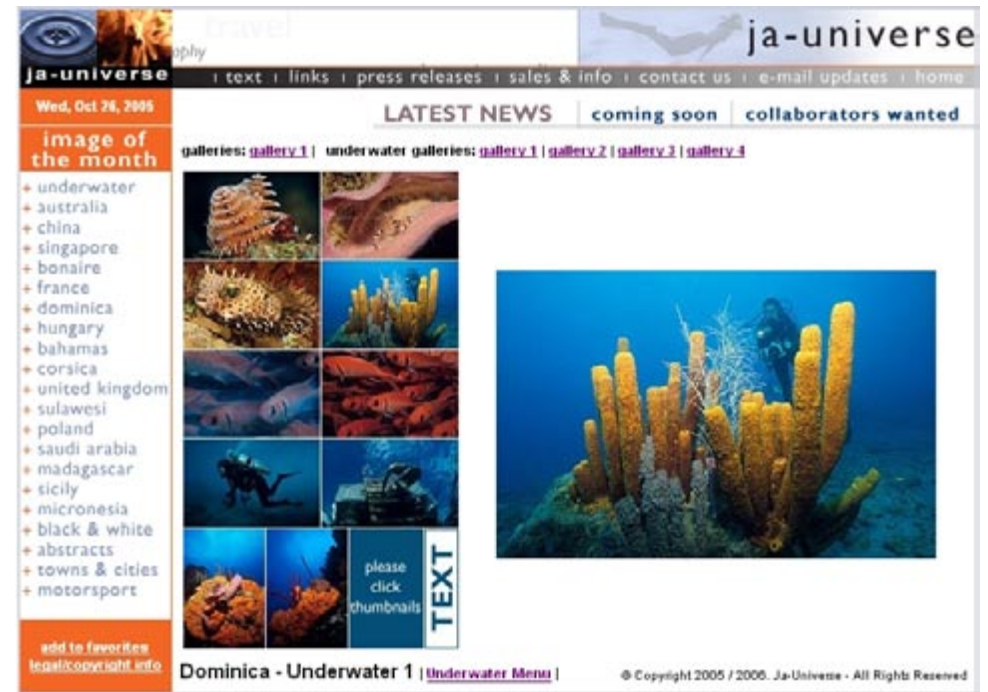 travel
ophy
ja-universe
ja-universe
ı text ı links ı press releases ı sales & info ı contact us ı e-mail updates ı home
Wed, Oct 26, 2005
LATEST NEWS
coming soon
collaborators wanted
image of
the month
galleries: gallery 1 | underwater galleries: gallery 1 | gallery 2 | gallery 3 | gallery 4
+ underwater
+ australia
+ china
+ singapore
+ bonaire
+ france
+ dominica
+ hungary
+ bahamas
+ corsica
+ united kingdom
+ sulawesi
+ poland
+ saudi arabia
+ madagascar
+ sicily
+ micronesia
+ black & white
+ abstracts
+ towns & cities
+ motorsport
please
click
thumbnails
TEXT
add to favorites
legal/copyright info
Dominica - Underwater 1 | Underwater Menu |
© Copyright 2005 / 2006. Ja-Universe - All Rights Reserved